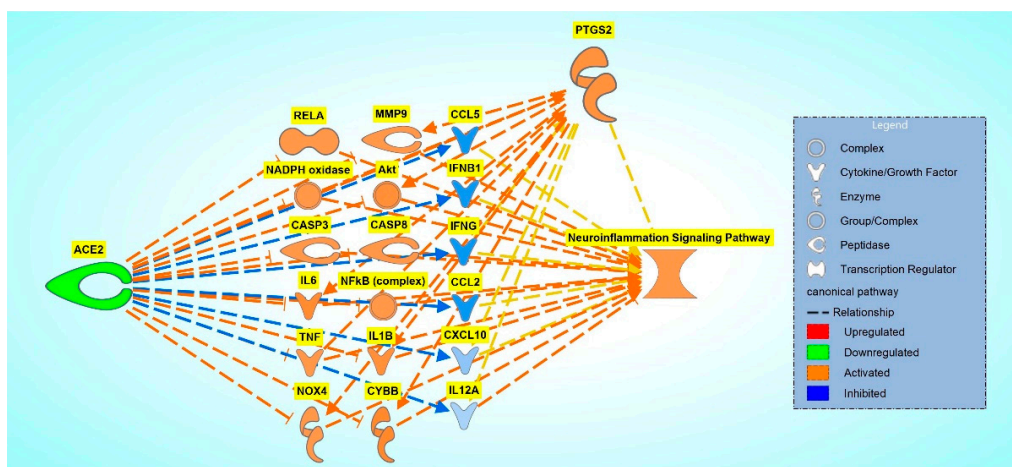 PTGS2
RELA
MMP9
CCL5
NADPH oxidase
Akt
IFNB1
CASP3
CASP8
IFNG
ACE2
Neuroinflammation Signaling Pathway
IL6
NFkB (complex)
CCL2
TNF
IL1B
CXCL10
NOX4
CYBB
IL12A
Legend
Complex
Cytokine/Growth Factor
Enzyme
Group/Complex
Peptidase
Transcription Regulator
canonical pathway
Relationship
Upregulated
Downregulated
Activated
Inhibited